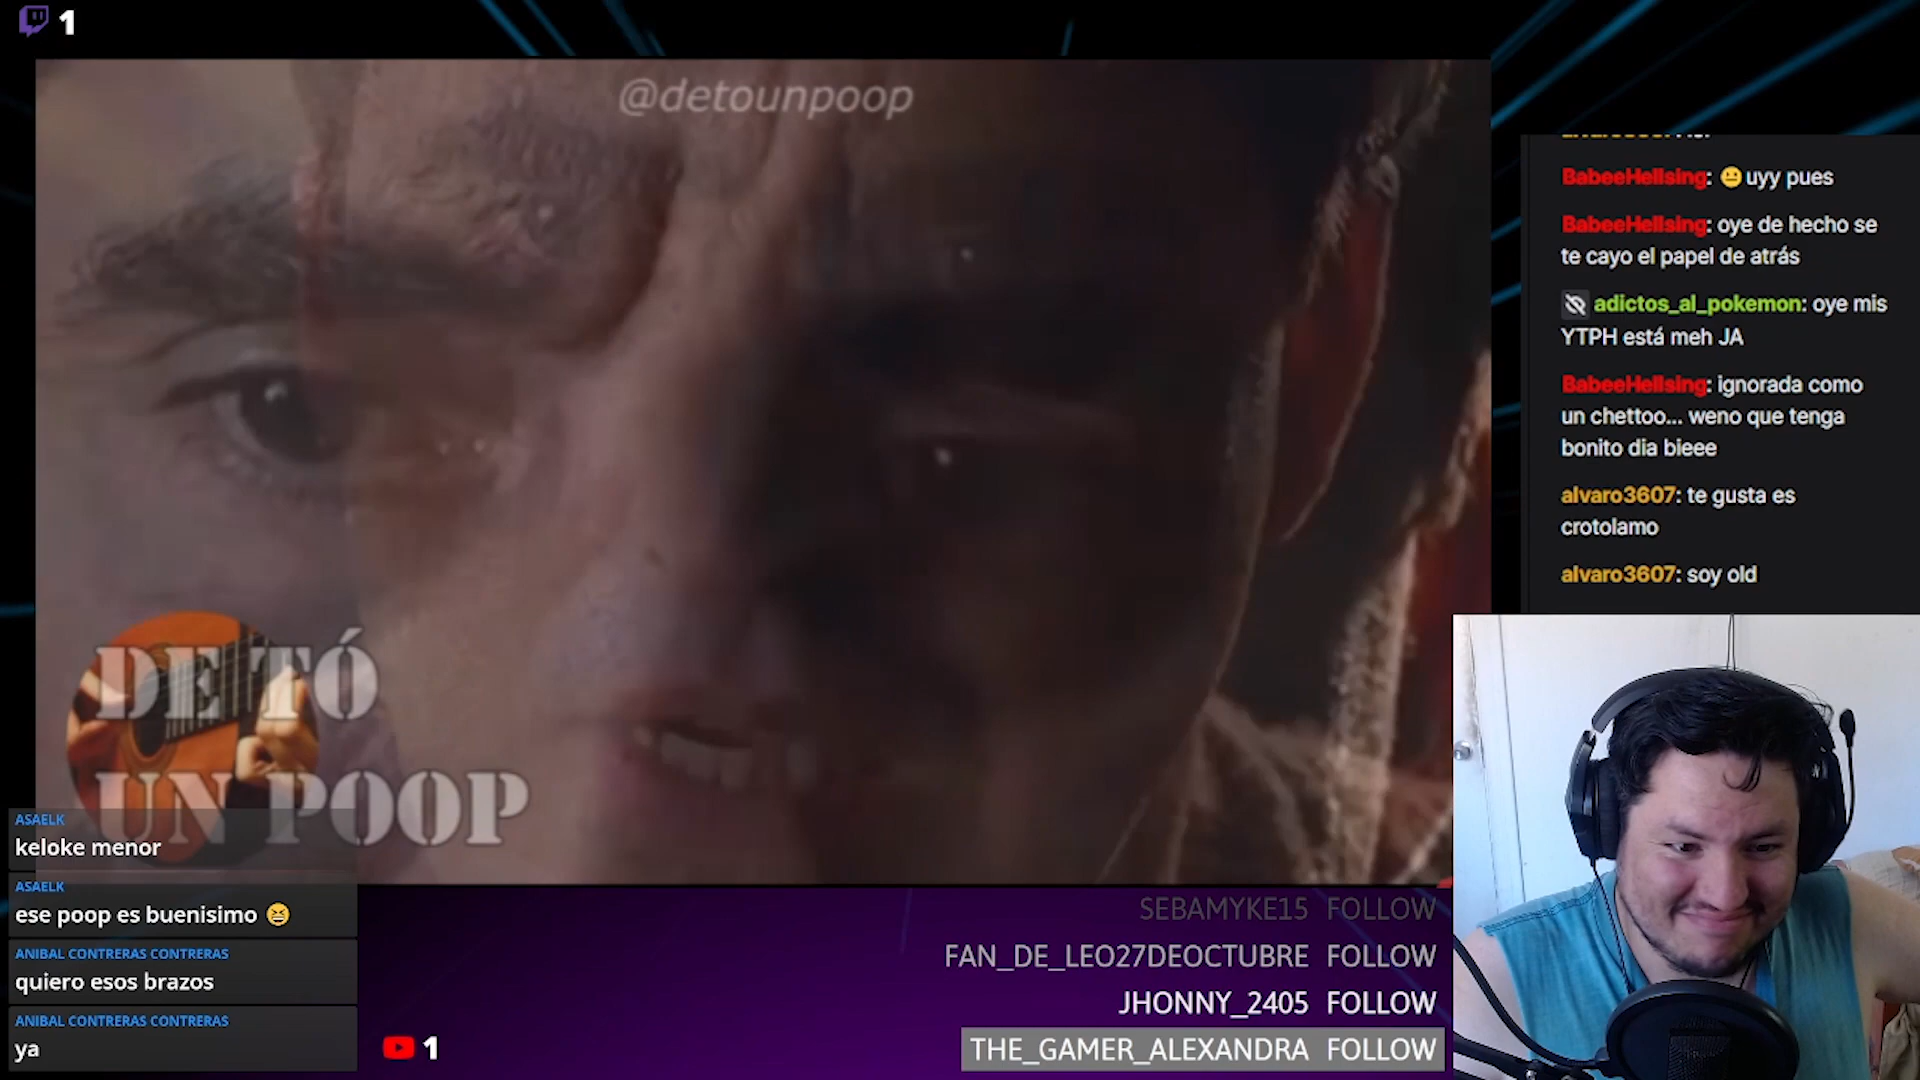 1
@detounpoop
BabeeHellsing: 😐 uyy pues
BabeeHellsing: oye de hecho se
te cayo el papel de atrás
adictos_al_pokemon: oye mis
YTPH está meh JA
BabeeHellsing: ignorada como
un chettoo... weno que tenga
bonito dia bieee
alvaro3607: te gusta es
crotolamo
alvaro3607: soy old
DE TÓ
UN POOP
ASAELK
keloke menor
ASAELK
ese poop es buenisimo 😆
ANIBAL CONTRERAS CONTRERAS
quiero esos brazos
ANIBAL CONTRERAS CONTRERAS
ya
1
SEBAMYKE15 FOLLOW
FAN_DE_LEO27DEOCTUBRE FOLLOW
JHONNY_2405 FOLLOW
THE_GAMER_ALEXANDRA FOLLOW